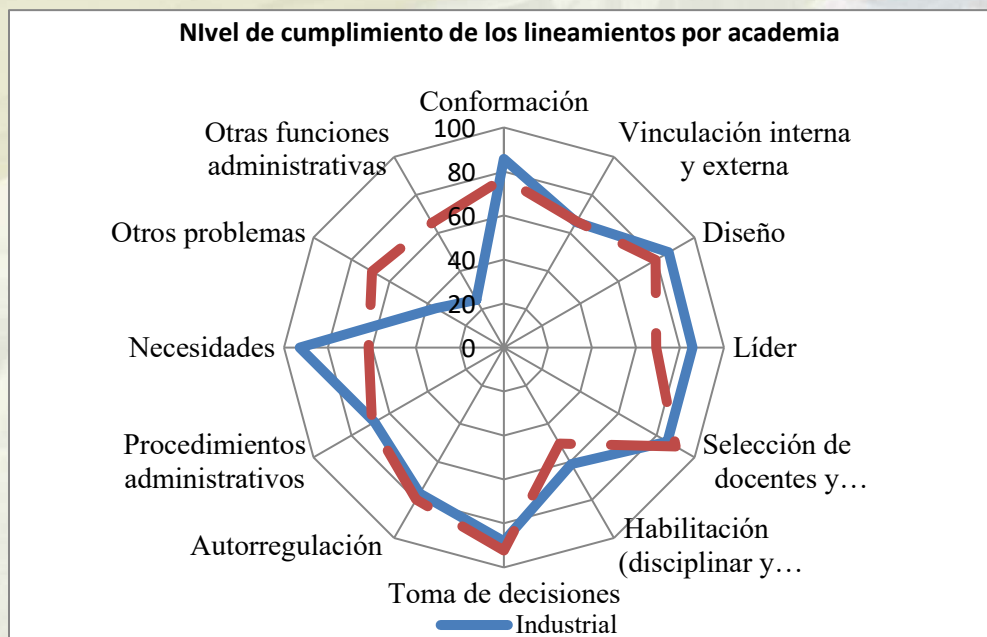 NIvel de cumplimiento de los lineamientos por academia
Conformación
100
80
60
40
20
0
Vinculación interna
y externa
Diseño
Líder
Selección de
docentes y…
Habilitación
(disciplinar y…
Toma de decisiones
Autorregulación
Procedimientos
administrativos
Necesidades
Otros problemas
Otras funciones
administrativas
Industrial